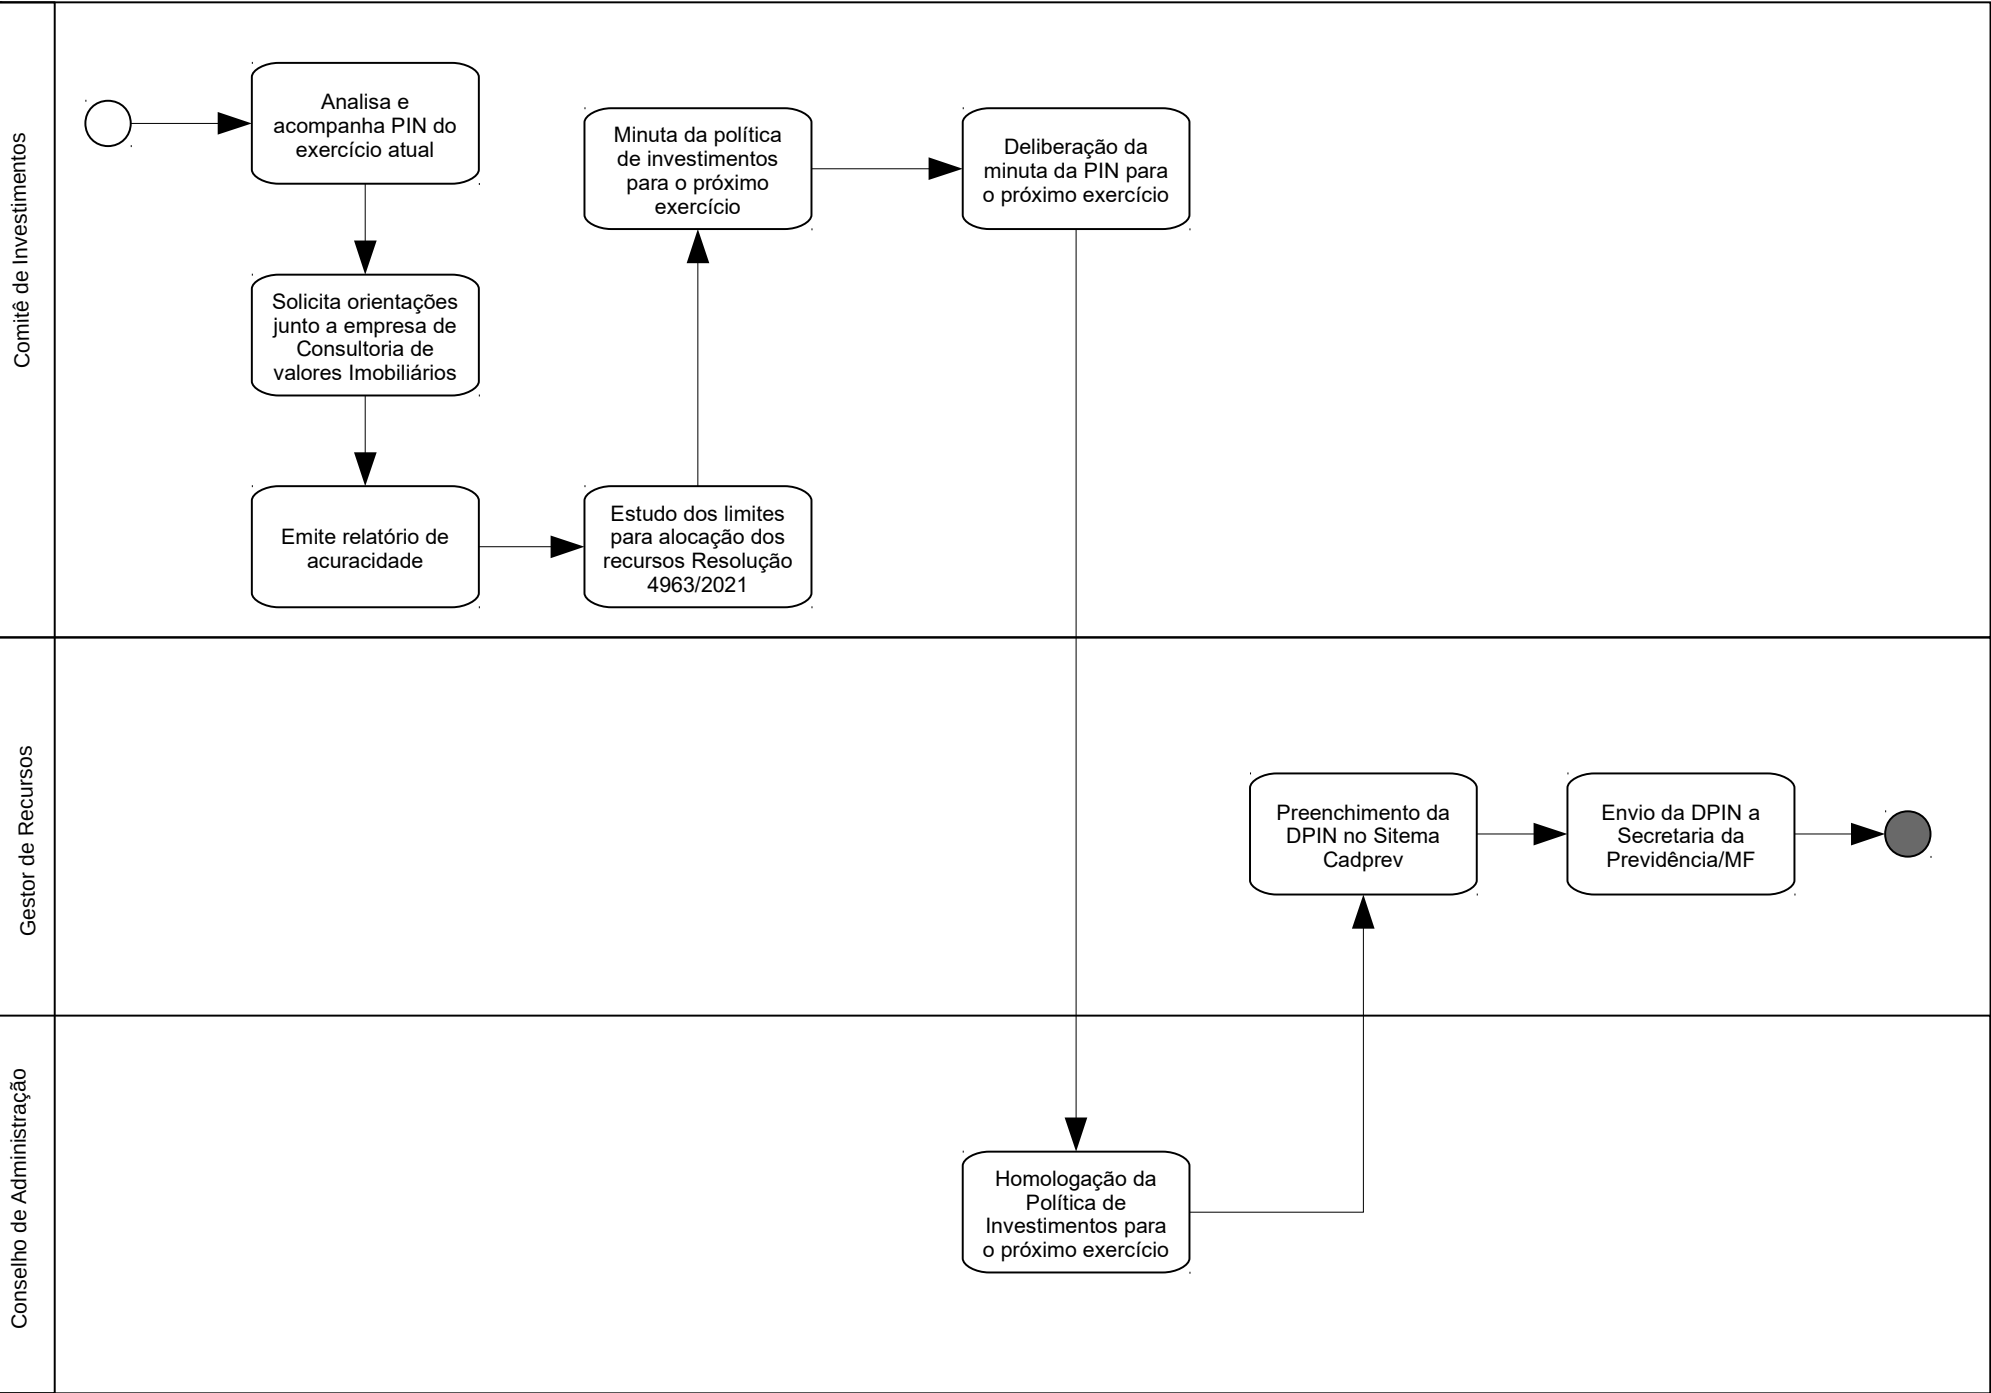 Comitê de Investimentos
Analisa e
acompanha PIN do
exercício atual
Solicita orientações
junto a empresa de
Consultoria de
valores Imobiliários
Emite relatório de
acuracidade
Estudo dos limites
para alocação dos
recursos Resolução
4963/2021
Minuta da política
de investimentos
para o próximo
exercício
Deliberação da
minuta da PIN para
o próximo exercício
Gestor de Recursos
Preenchimento da
DPIN no Sitema
Cadprev
Envio da DPIN a
Secretaria da
Previdência/MF
Conselho de Administração
Homologação da
Política de
Investimentos para
o próximo exercício